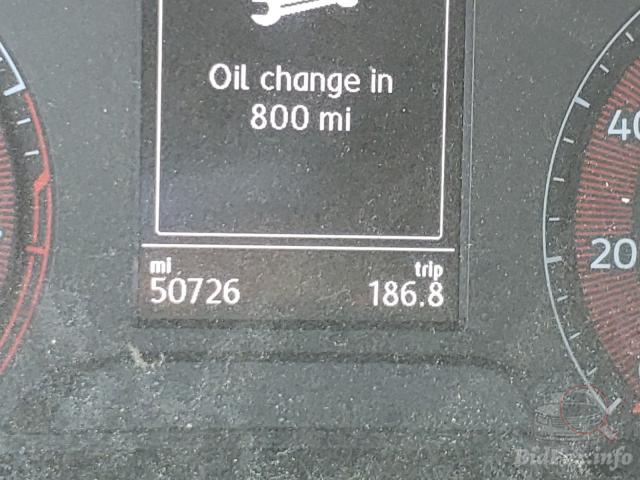 Oil change in
800 mi
mi
trip
50726
186.8
40
20
BidFax.info